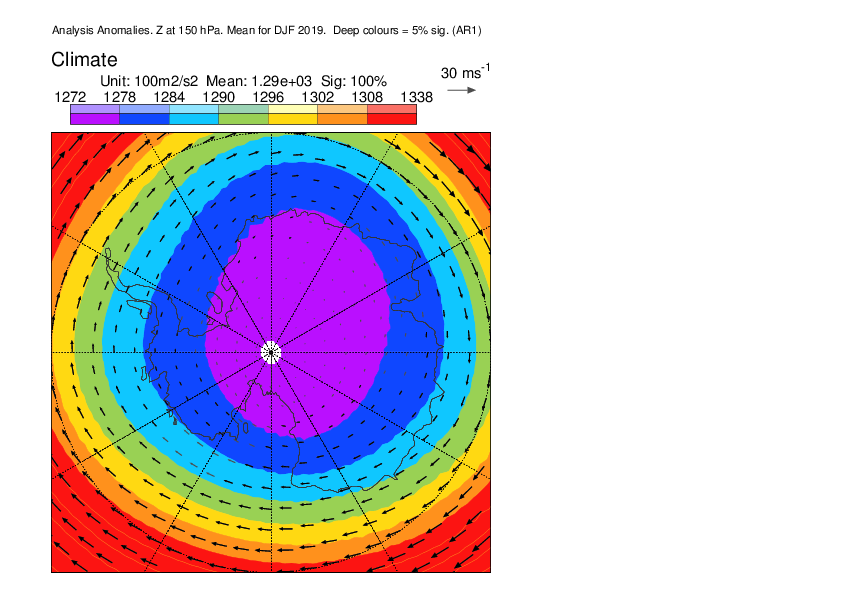 Analysis Anomalies. Z at 150 hPa. Mean for DJF 2019.  Deep colours = 5% sig. (AR1)
Climate
30 ms-1
Unit: 100m2/s2  Mean: 1.29e+03  Sig: 100%
1272 1278 1284 1290 1296 1302 1308 1338